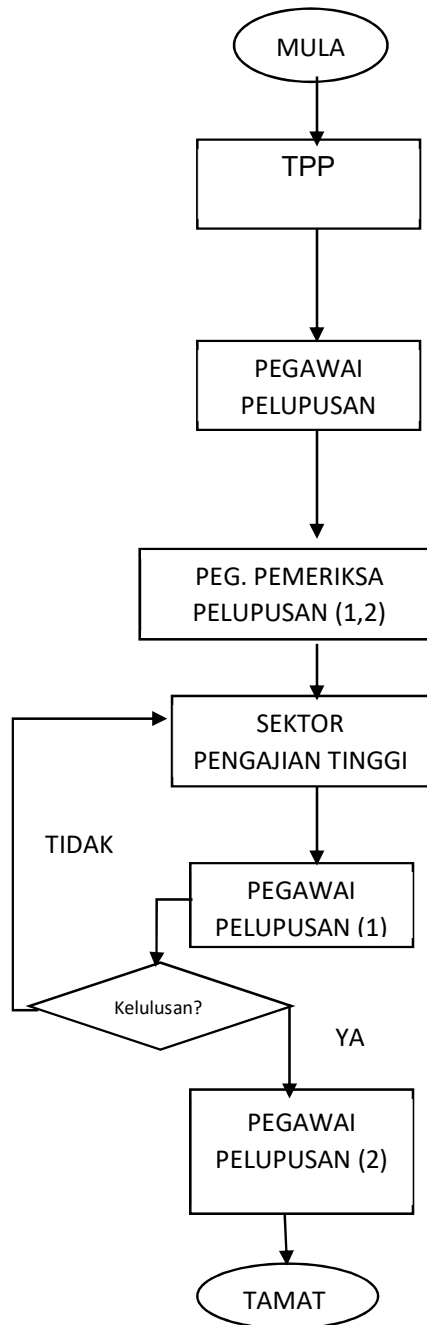 MULA
TPP
PEGAWAI
PELUPUSAN
PEG. PEMERIKSA
PELUPUSAN (1,2)
SEKTOR
PENGAJIAN TINGGI
TIDAK
PEGAWAI
PELUPUSAN (1)
Kelulusan?
YA
PEGAWAI
PELUPUSAN (2)
TAMAT